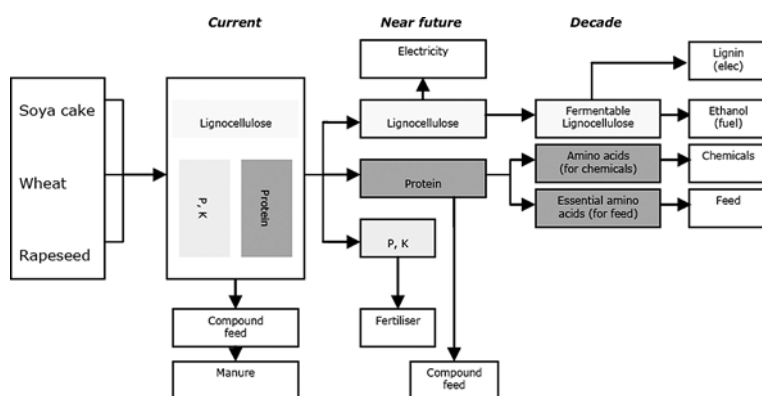 Current
Near future
Decade
Soya cake
Wheat
Rapeseed
Lignocellulose
P, K
Protein
Compound
feed
Manure
Electricity
Lignocellulose
Protein
P, K
Fertiliser
Compound
feed
Fermentable
Lignocellulose
Amino acids
(for chemicals)
Essential amino
acids (for feed)
Lignin
(elec)
Ethanol
(fuel)
Chemicals
Feed